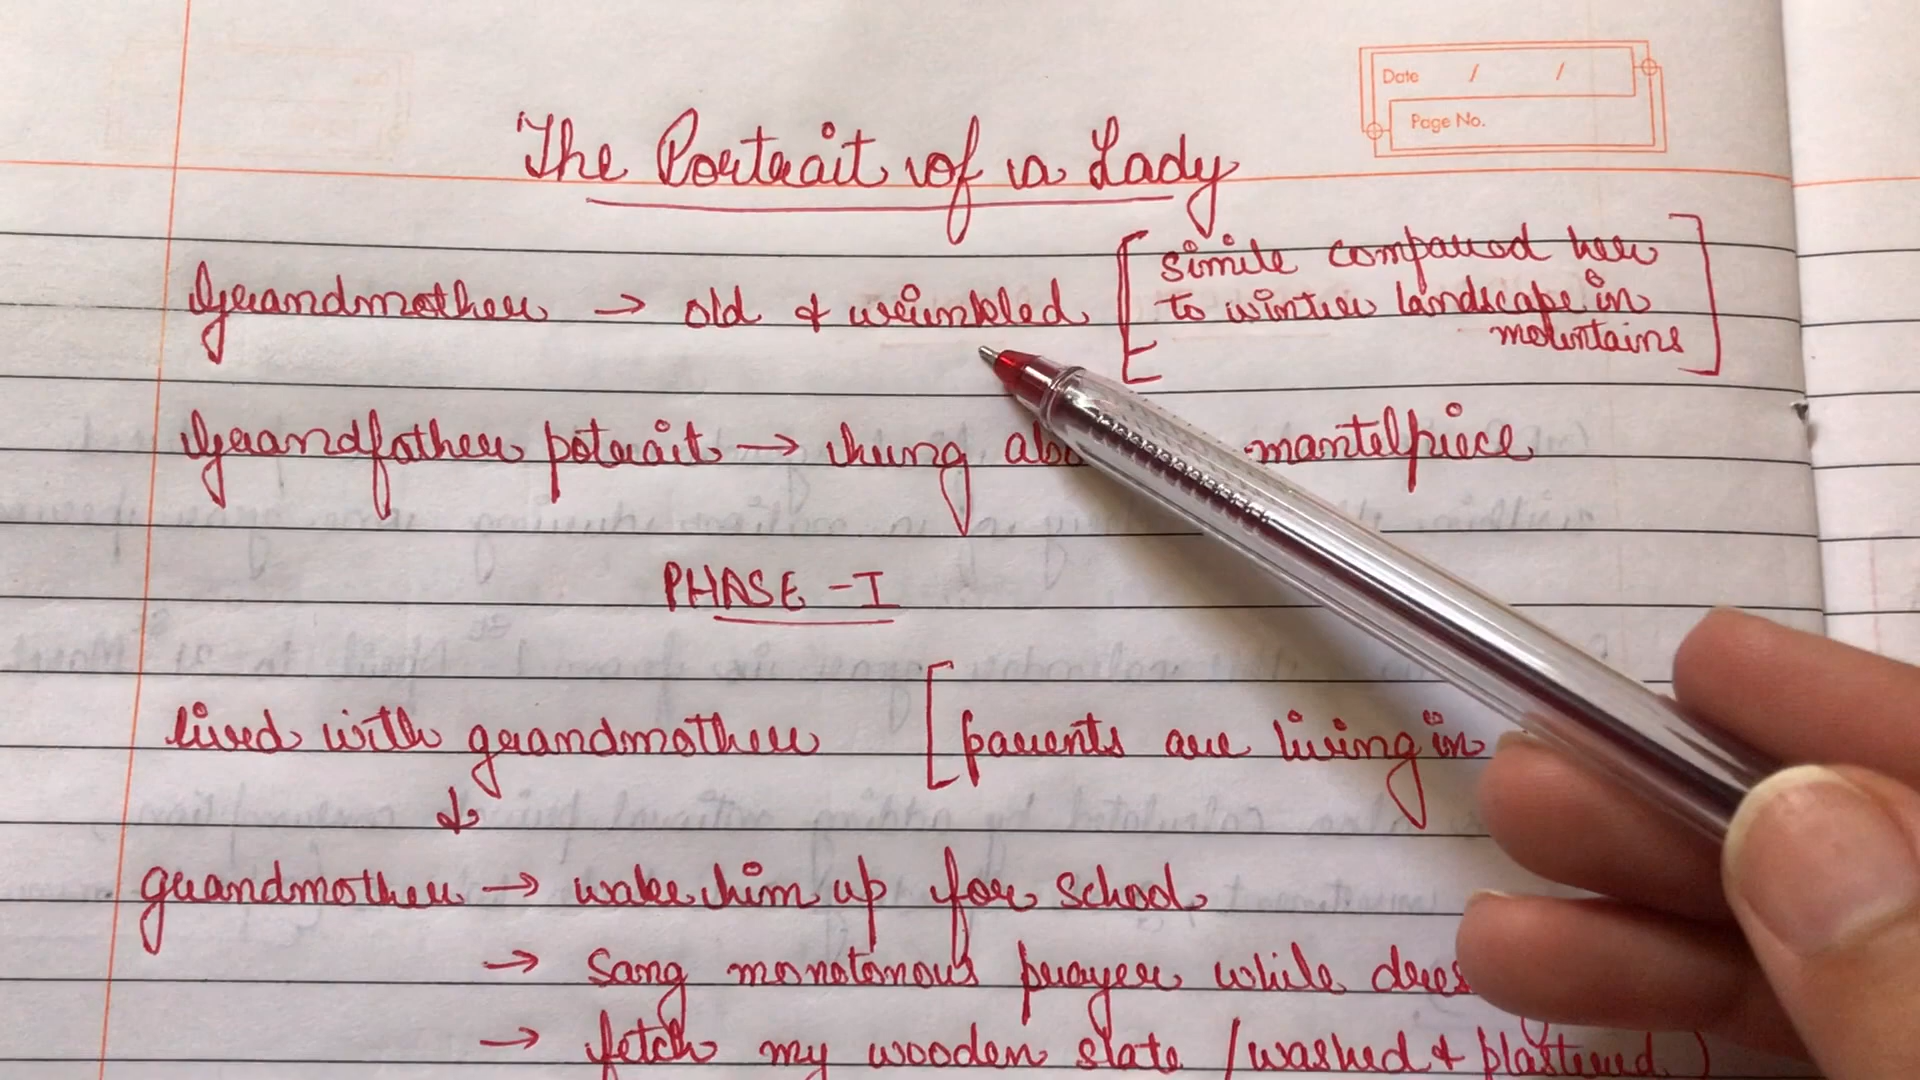 Date / /
Page No.
The Portrait of a Lady
Grandmother → old & wrinkled [simile compared her
to winter landscape in
mountains]
Grandfather potrait → hung mantelpiece
PHASE - I
lived with grandmother [parents are living in
↓
grandmother → wake him up for school
→ sang monotonous prayer while
→ fetch my wooden slate (washed & plastered)